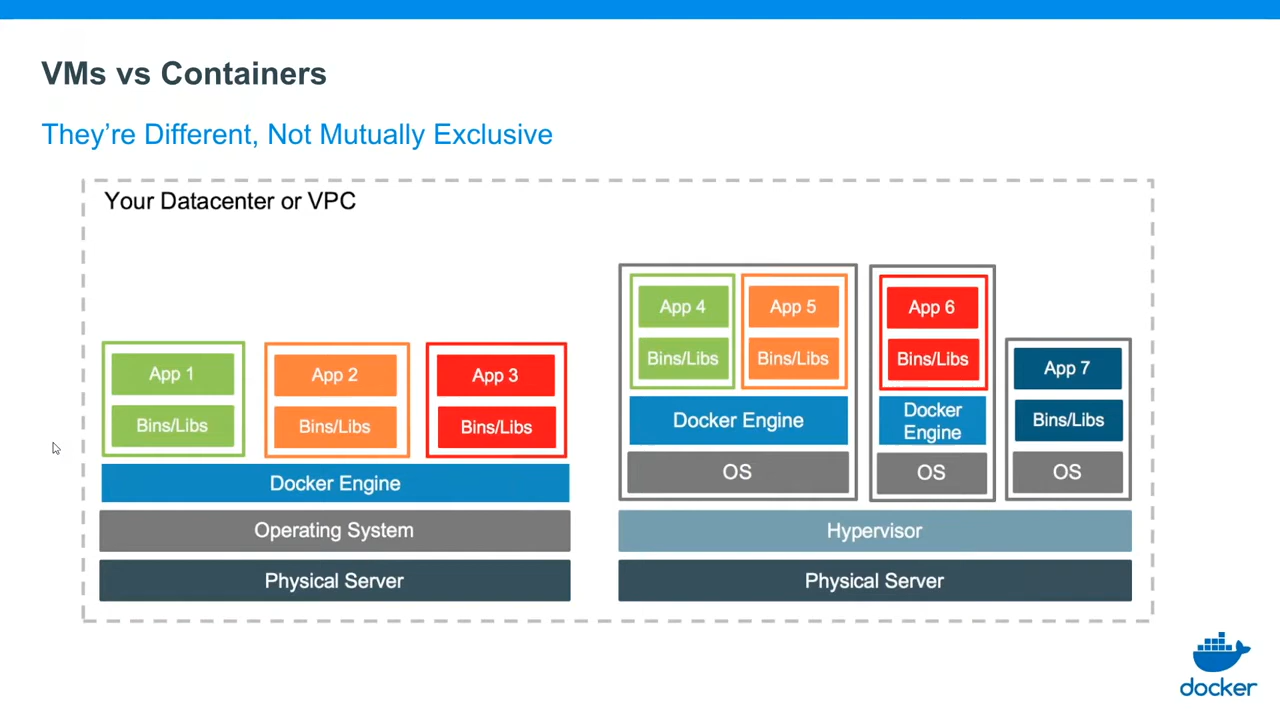 VMs vs Containers
They’re Different, Not Mutually Exclusive
Your Datacenter or VPC
App 1
Bins/Libs
App 2
Bins/Libs
App 3
Bins/Libs
Docker Engine
Operating System
Physical Server
App 4
Bins/Libs
App 5
Bins/Libs
Docker Engine
OS
App 6
Bins/Libs
Docker
Engine
OS
App 7
Bins/Libs
OS
Hypervisor
Physical Server
docker